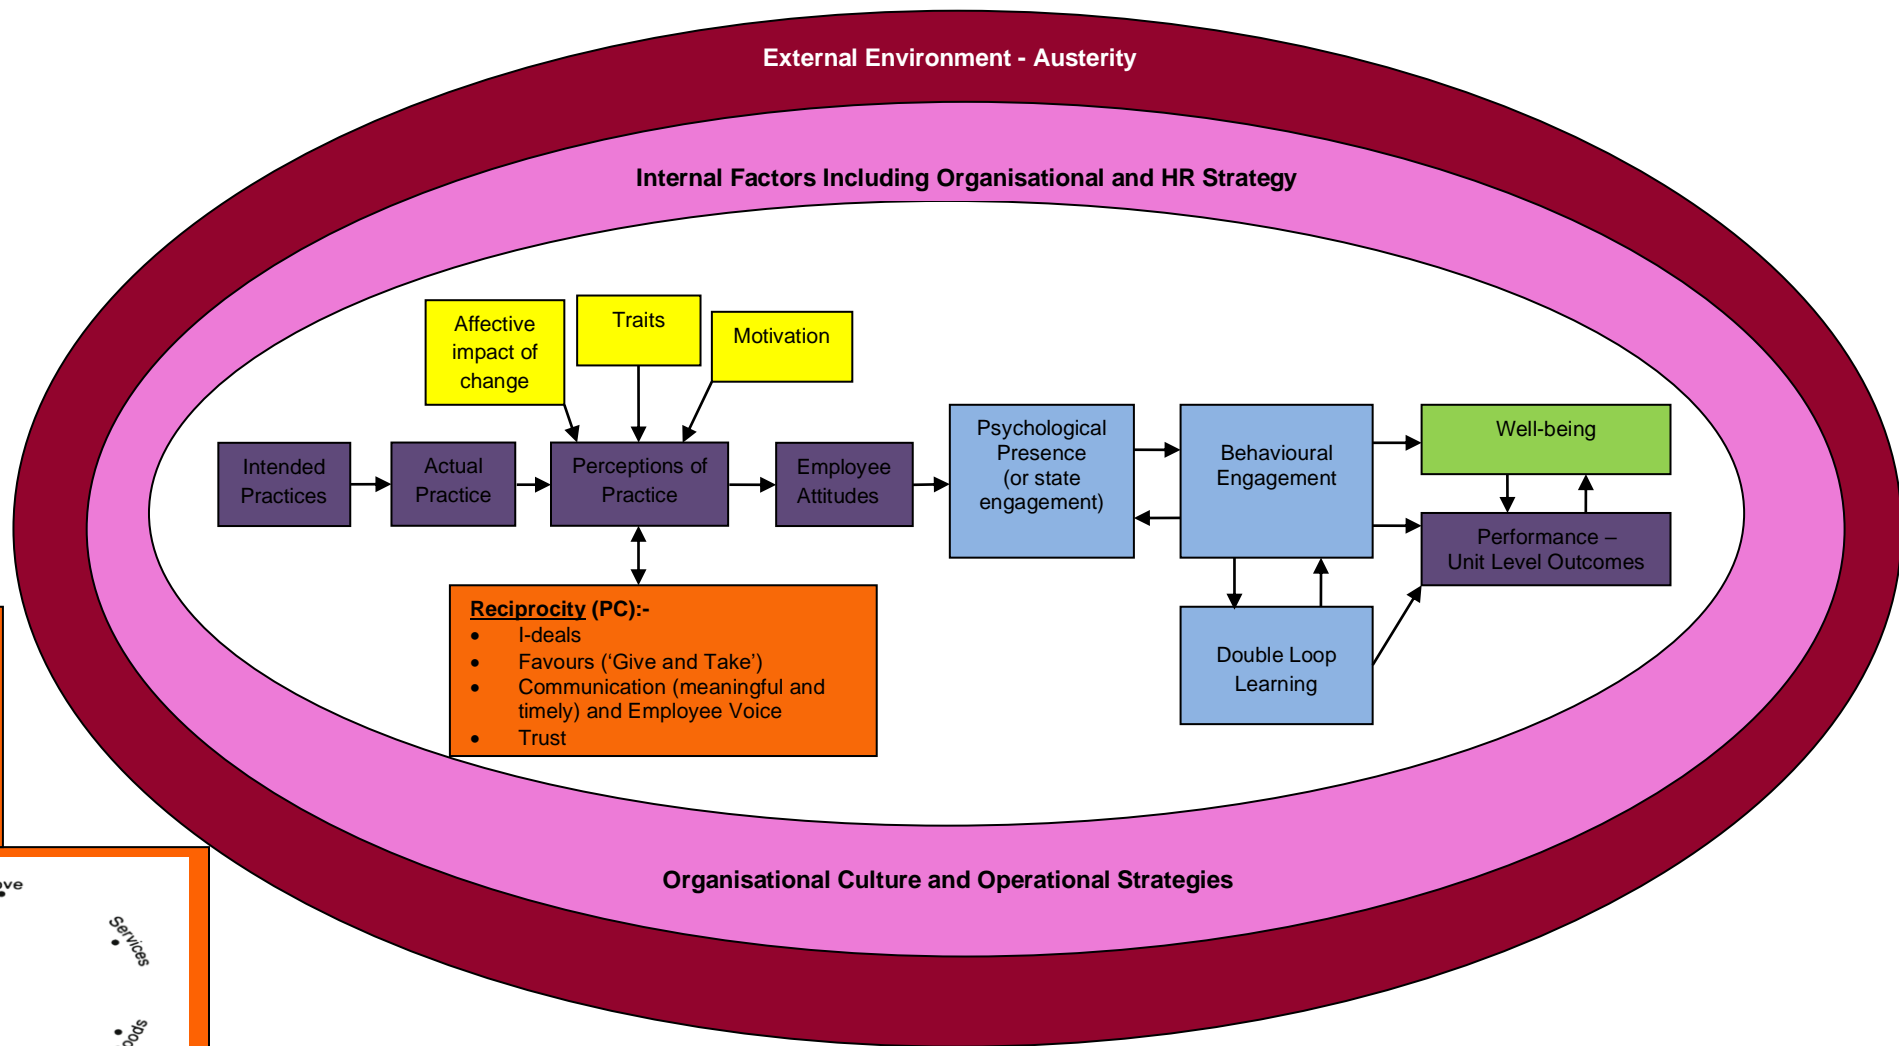 External Environment - Austerity
Internal Factors Including Organisational and HR Strategy
Affective
impact of
change
Traits
Motivation
Intended
Practices
Actual
Practice
Perceptions of
Practice
Employee
Attitudes
Psychological
Presence
(or state
engagement)
Behavioural
Engagement
Well-being
Performance –
Unit Level Outcomes
Double Loop
Learning
Reciprocity (PC):-
• I-deals
• Favours (‘Give and Take’)
• Communication (meaningful and
timely) and Employee Voice
• Trust
Organisational Culture and Operational Strategies
Services